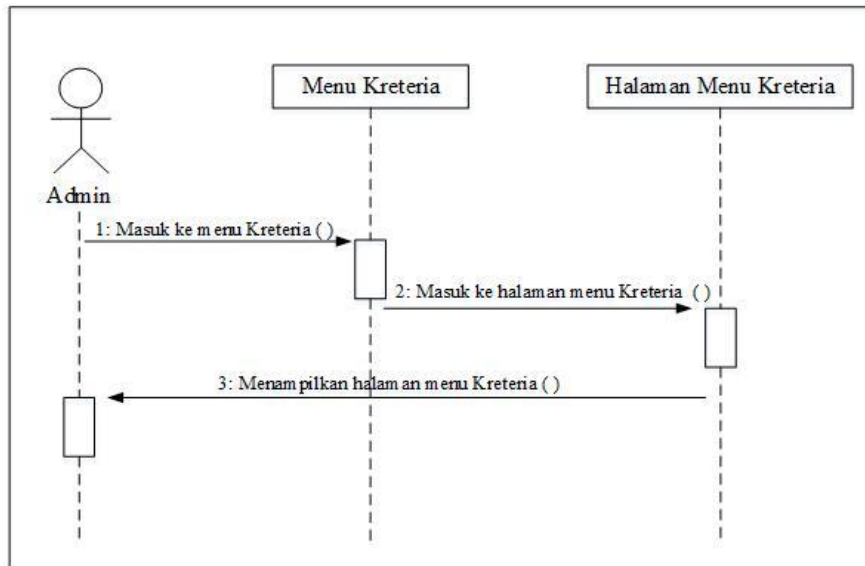 Menu Kreteria
Halaman Menu Kreteria
Admin
1: Masuk ke menu Kreteria ( )
2: Masuk ke halaman menu Kreteria ( )
3: Menampilkan halaman menu Kreteria ( )